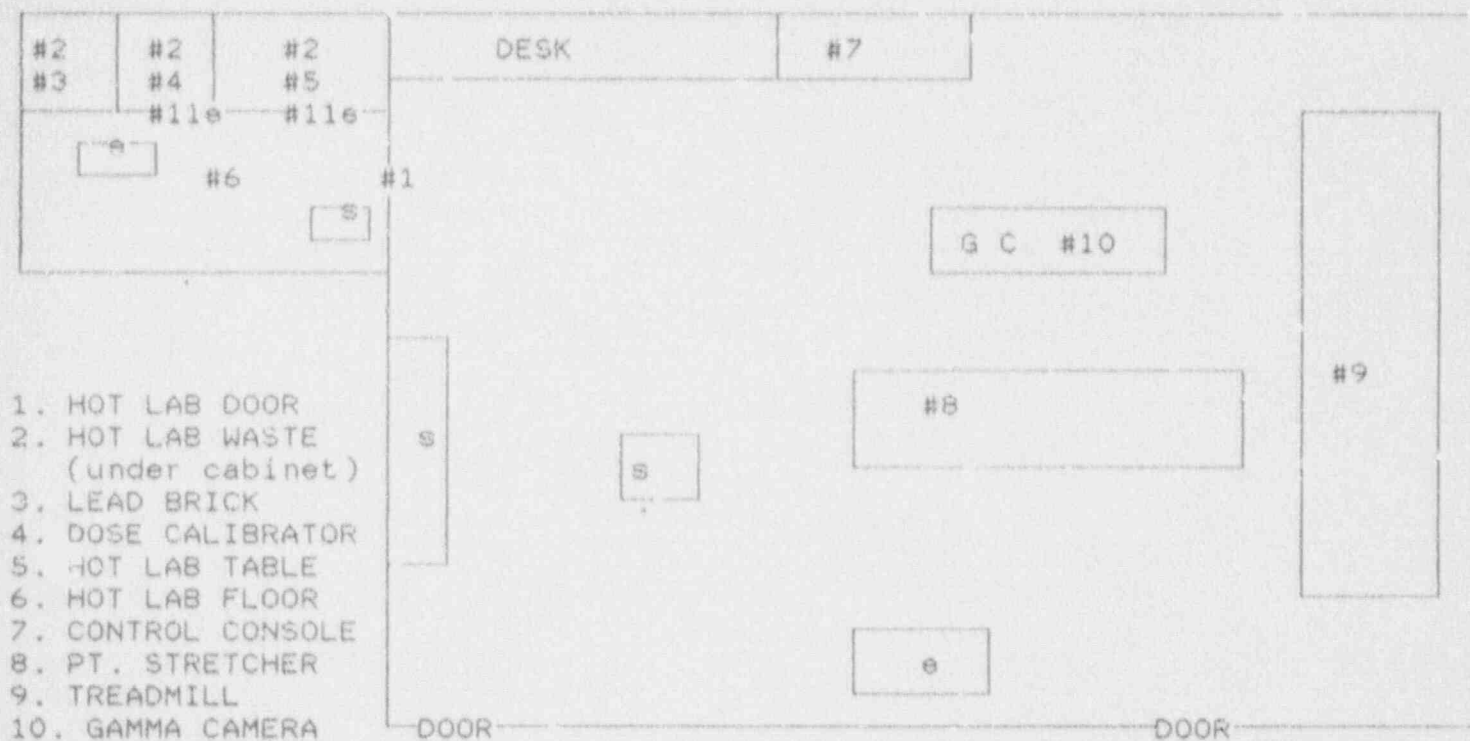 #2 #2 #2 DESK #7
#3 #4 #5
#11e #11e
e
#6 #1
s
G C #10
#9
1. HOT LAB DOOR #8
2. HOT LAB WASTE s
(under cabinet) s
3. LEAD BRICK
4. DOSE CALIBRATOR
5. HOT LAB TABLE
6. HOT LAB FLOOR
7. CONTROL CONSOLE
8. PT. STRETCHER e
9. TREADMILL
10. GAMMA CAMERA DOOR DOOR